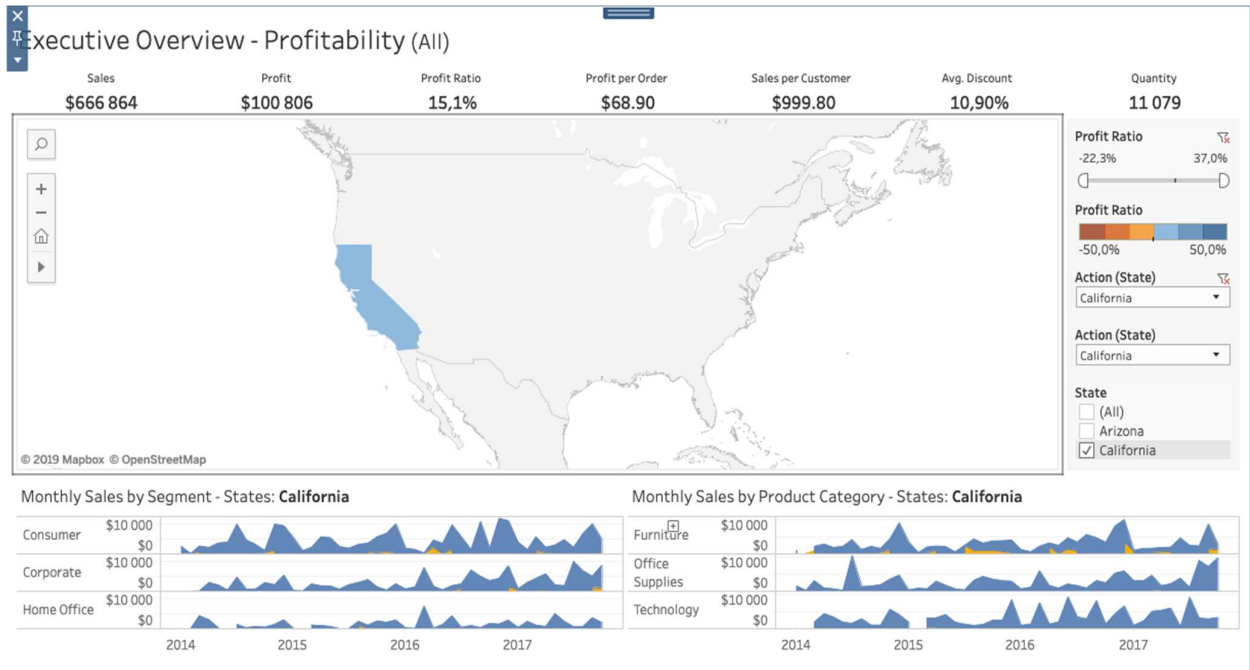 Executive Overview - Profitability (All)
Sales Profit Profit Ratio Profit per Order Sales per Customer Avg. Discount Quantity
$666 864 $100 806 15,1% $68.90 $999.80 10,90% 11 079
Profit Ratio
-22,3% 37,0%
Profit Ratio
-50,0% 50,0%
Action (State)
California
Action (State)
California
State
(All)
Arizona
California
© 2019 Mapbox © OpenStreetMap
Monthly Sales by Segment - States: California
Consumer $10 000
$0
Corporate $10 000
$0
Home Office $10 000
$0
2014 2015 2016 2017
Monthly Sales by Product Category - States: California
Furniture $10 000
$0
Office Supplies $10 000
$0
Technology $10 000
$0
2014 2015 2016 2017